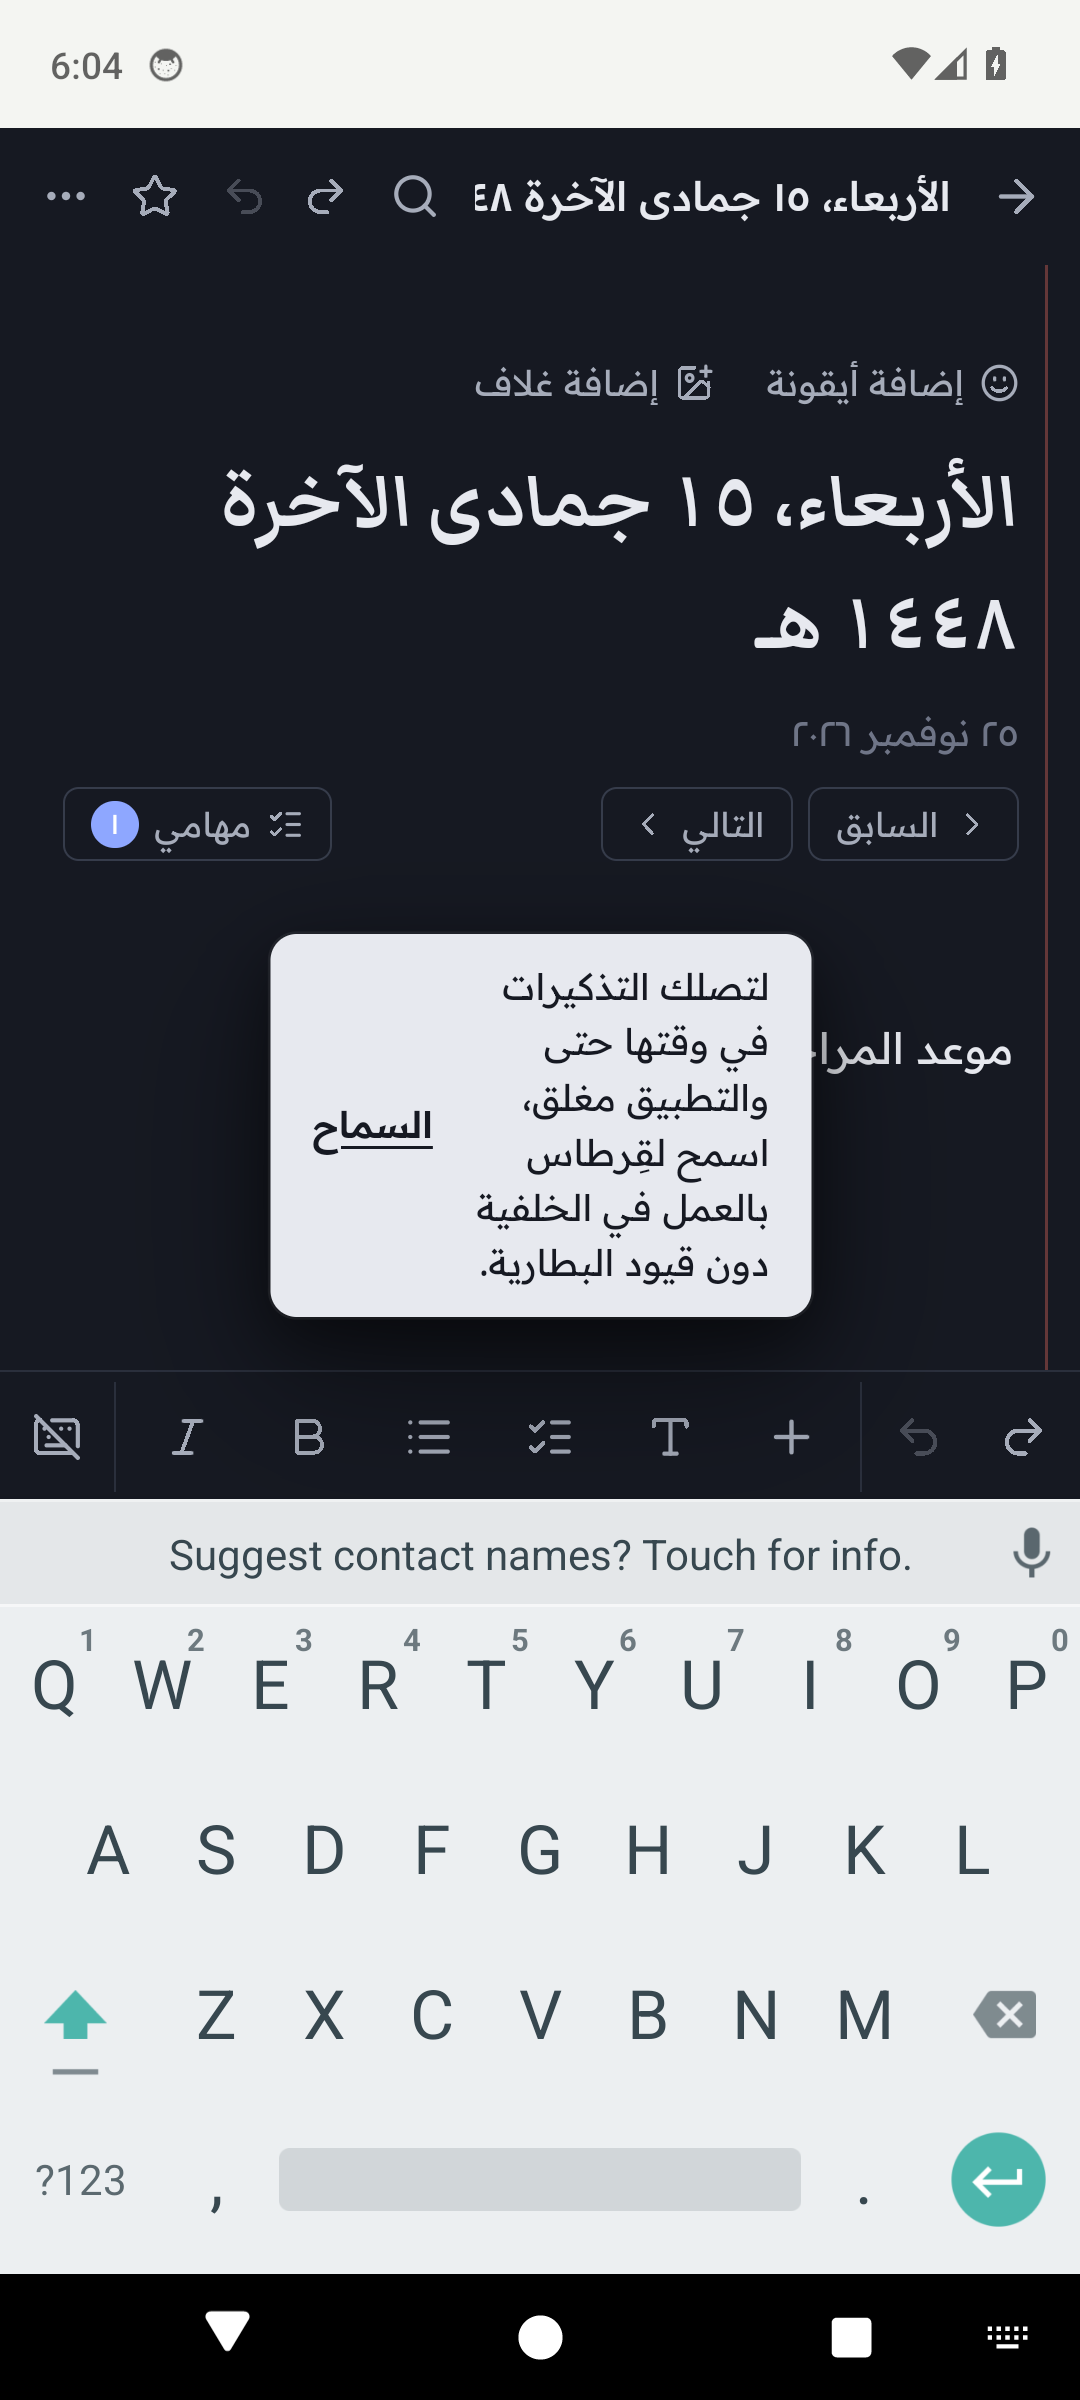 6:04
الأربعاء، ١٥ جمادى الآخرة ٤٨
إضافة أيقونة
إضافة غلاف
الأربعاء، ١٥ جمادى الآخرة
١٤٤٨ هـ
٢٥ نوفمبر ٢٠٢٦
السابق
التالي
مهامي
ا
موعد
لتصلك التذكيرات
في وقتها حتى
والتطبيق مغلق،
اسمح لقِرطاس
بالعمل في الخلفية
دون قيود البطارية.
السماح
I B T
Suggest contact names? Touch for info.
1 2 3 4 5 6 7 8 9 0
Q W E R T Y U I O P
A S D F G H J K L
Z X C V B N M
?123 , .